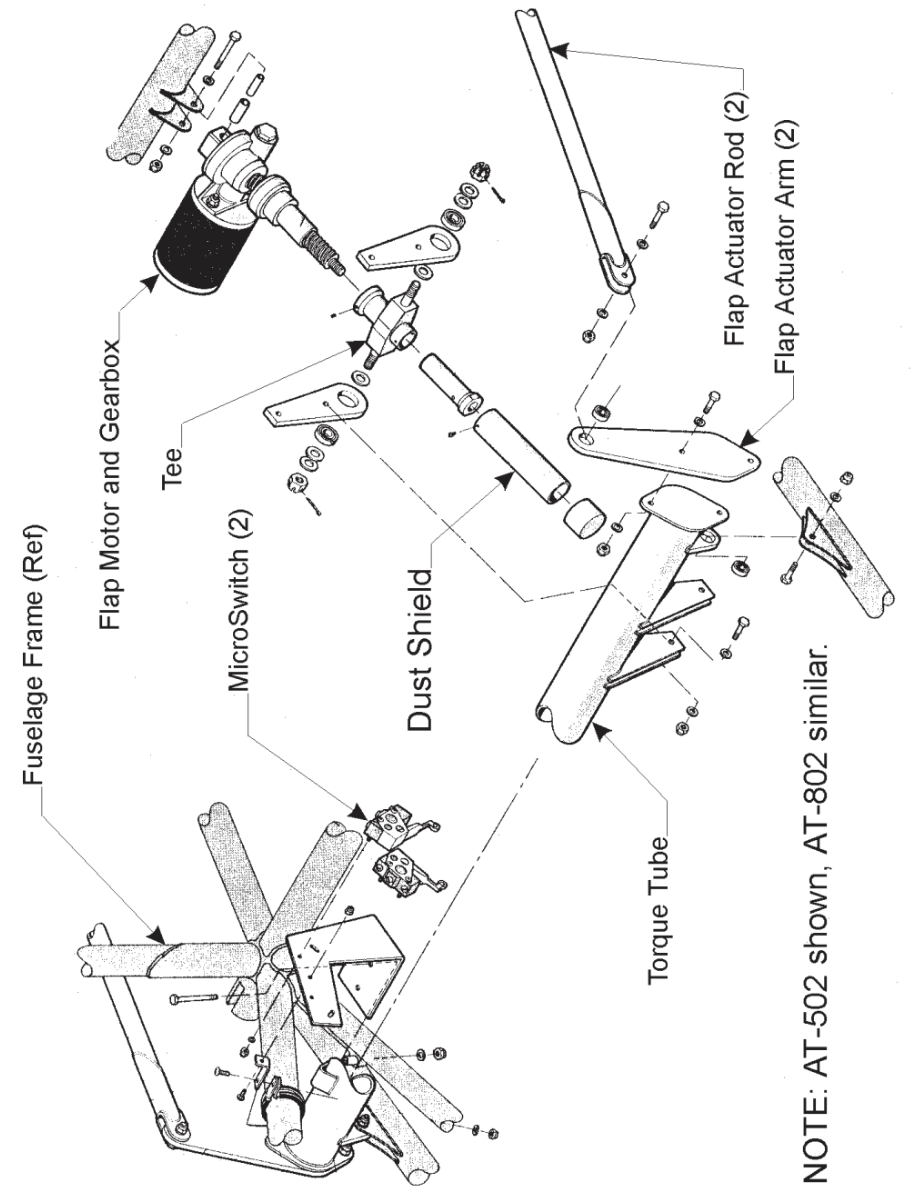 Fuselage Frame (Ref)
MicroSwitch (2)
Flap Motor and Gearbox
Tee
Dust Shield
Torque Tube
Flap Actuator Rod (2)
Flap Actuator Arm (2)
NOTE: AT-502 shown, AT-802 similar.